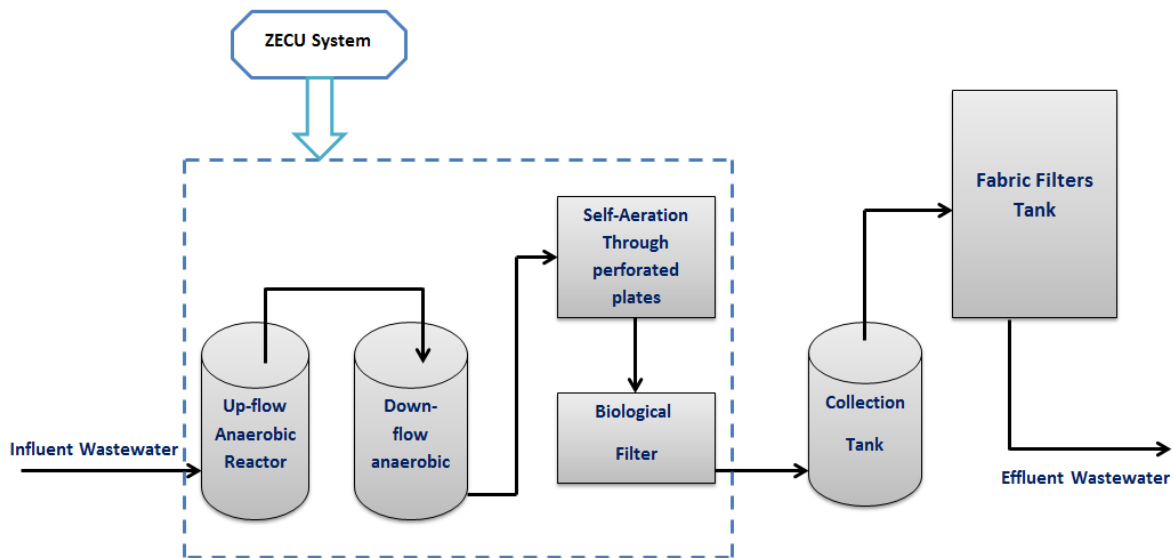 ZECU System
Influent Wastewater
Up-flow
Anaerobic
Reactor
Down-
flow
anaerobic
Self-Aeration
Through
perforated
plates
Biological
Filter
Collection
Tank
Fabric Filters
Tank
Effluent Wastewater